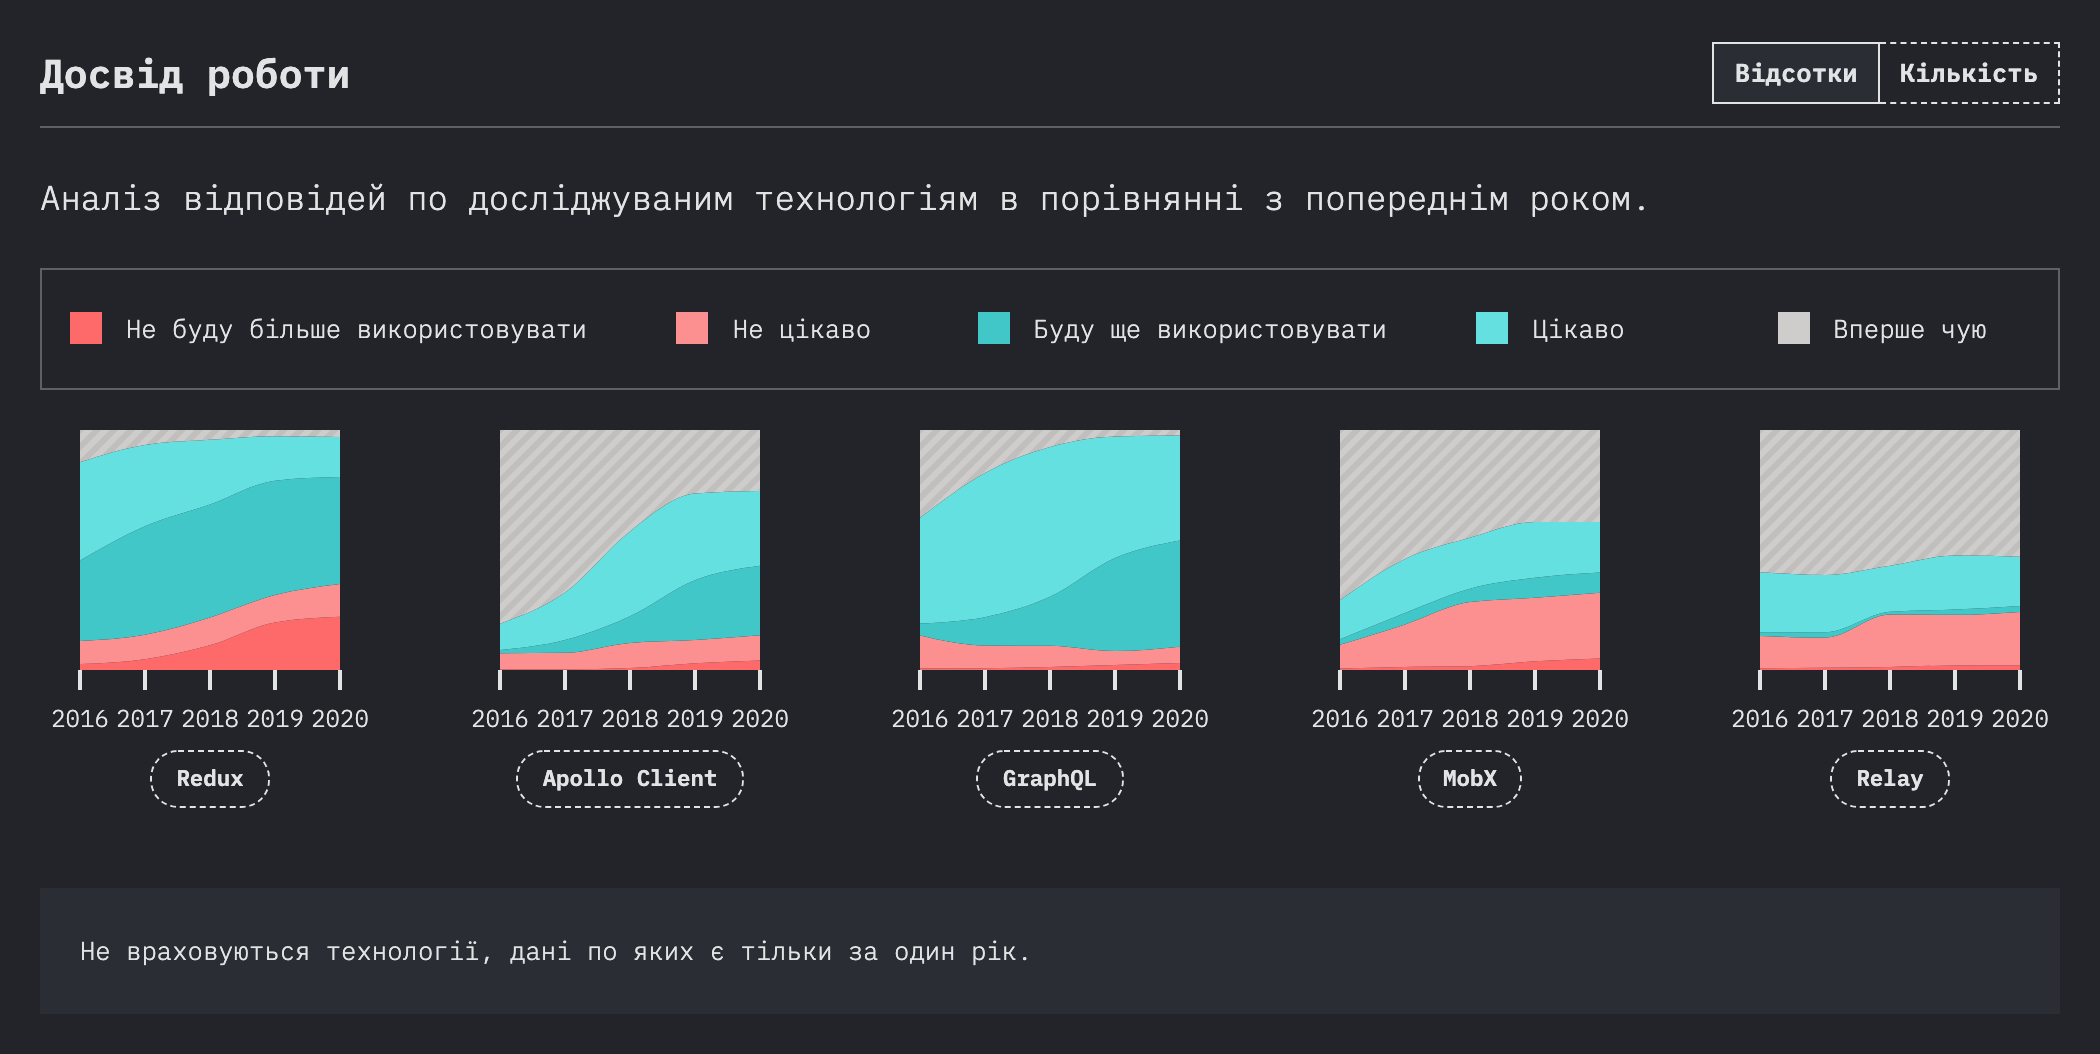 Досвід роботи
Відсотки Кількість
Аналіз відповідей по досліджуваним технологіям в порівнянні з попереднім роком.
Не буду більше використовувати Не цікаво Буду ще використовувати Цікаво Вперше чую
2016 2017 2018 2019 2020 2016 2017 2018 2019 2020 2016 2017 2018 2019 2020 2016 2017 2018 2019 2020 2016 2017 2018 2019 2020
Redux Apollo Client GraphQL MobX Relay
Не враховуються технології, дані по яких є тільки за один рік.